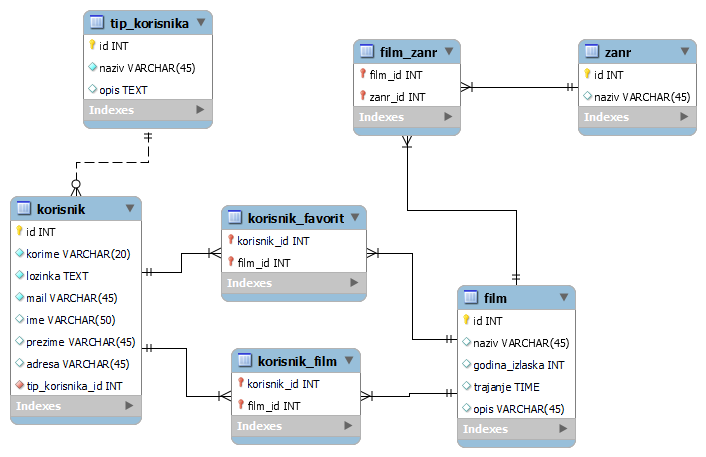 tip_korisnika
id INT
naziv VARCHAR(45)
opis TEXT
Indexes
film_zanr
film_id INT
zanr_id INT
Indexes
zanr
id INT
naziv VARCHAR(45)
Indexes
korisnik
id INT
korime VARCHAR(20)
lozinka TEXT
mail VARCHAR(45)
ime VARCHAR(50)
prezime VARCHAR(45)
adresa VARCHAR(45)
tip_korisnika_id INT
Indexes
korisnik_favorit
korisnik_id INT
film_id INT
Indexes
korisnik_film
korisnik_id INT
film_id INT
Indexes
film
id INT
naziv VARCHAR(45)
godina_izlaska INT
trajanje TIME
opis VARCHAR(45)
Indexes